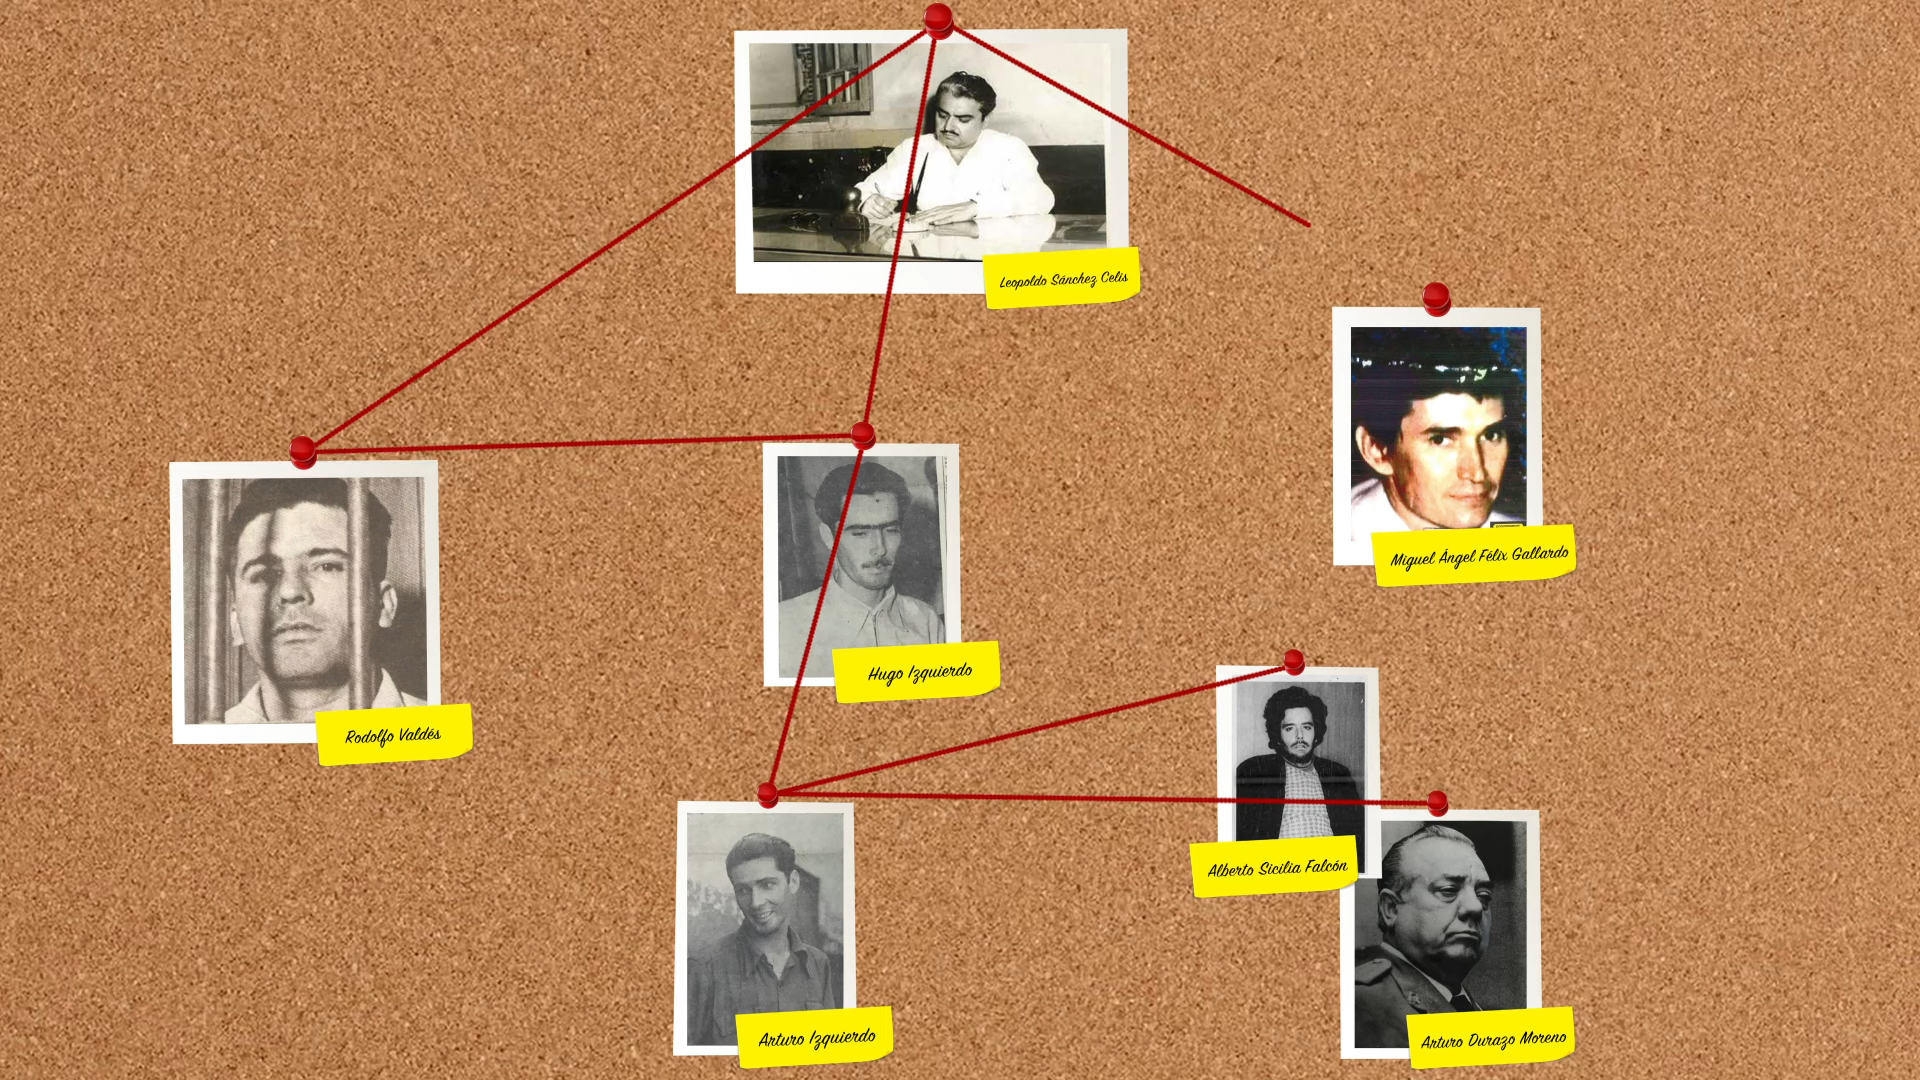 Leopoldo Sánchez Celis
Miguel Ángel Félix Gallardo
Hugo Izquierdo
Rodolfo Valdés
Alberto Sicilia Falcón
Arturo Izquierdo
Arturo Durazo Moreno